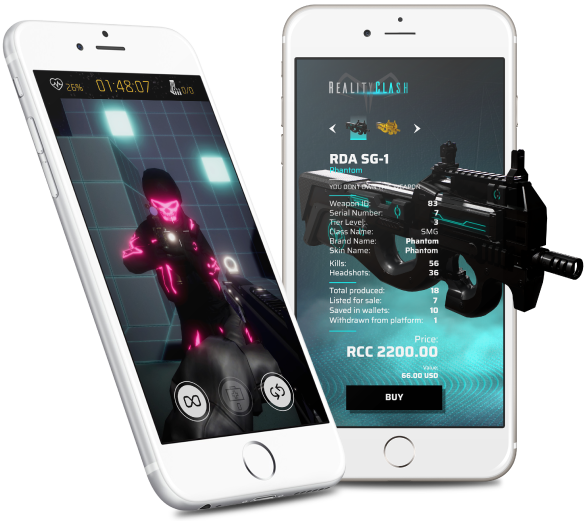 26%
01:48:07
0/0
REALITYCLASH
RDA SG-1
Phantom
YOU DON'T OWN THIS WEAPON
Weapon ID: 83
Serial Number: 7
Tier Level: 3
Class Name: SMG
Brand Name: Phantom
Skin Name: Phantom
Kills: 56
Headshots: 36
Total produced: 18
Listed for sale: 7
Saved in wallets: 10
Withdrawn from platform: 1
Price:
RCC 2200.00
Value:
66.00 USD
BUY